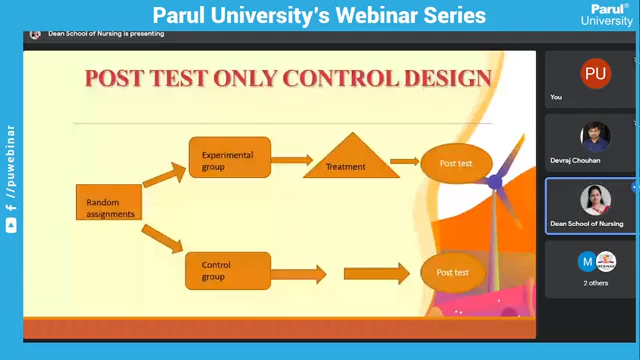 Parul University's Webinar Series
Parul®
University
Dean School of Nursing is presenting
POST TEST ONLY CONTROL DESIGN
Experimental
group
Treatment
Post test
Random
assignments
Control
group
Post test
PU
You
Devraj Chouhan
Dean School of Nursing
M
2 others
/puwebinar